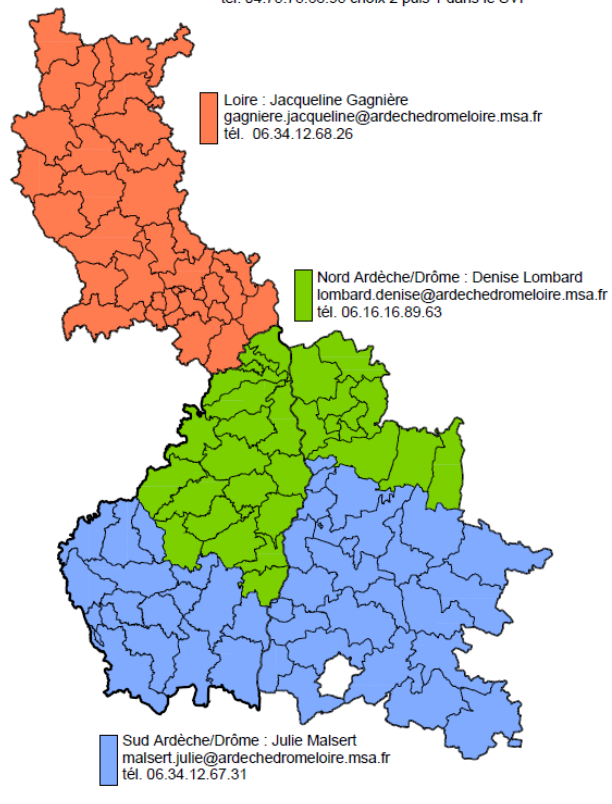 Loire : Jacqueline Gagnière
gagniere.jacqueline@ardechedromeloire.msa.fr
tél. 06.34.12.68.26
Nord Ardèche/Drôme : Denise Lombard
lombard.denise@ardechedromeloire.msa.fr
tél. 06.16.16.89.63
Sud Ardèche/Drôme : Julie Malsert
malsert.julie@ardechedromeloire.msa.fr
tél. 06.34.12.67.31